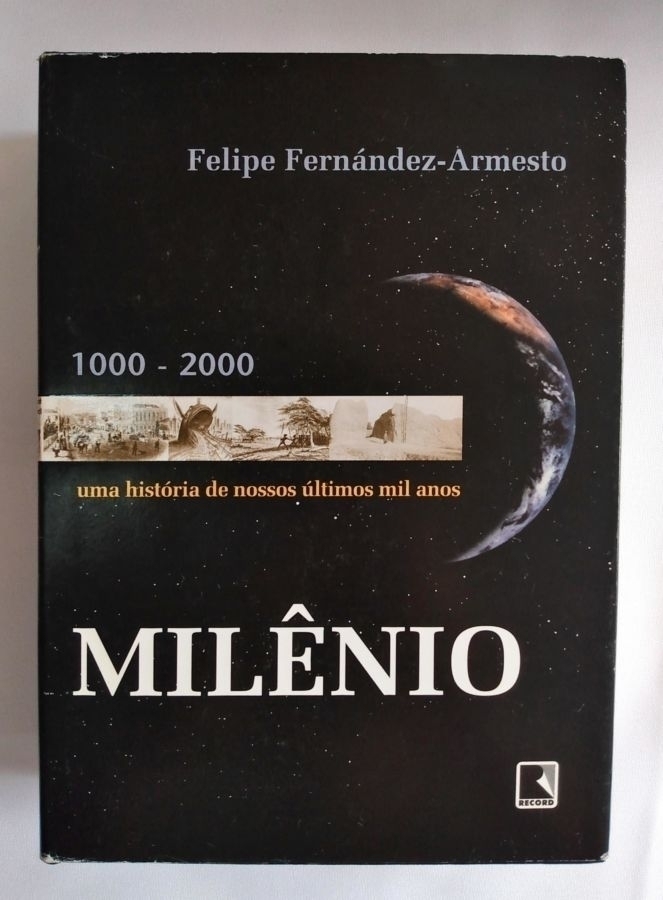 Felipe Fernández-Armesto
1000 - 2000
uma história de nossos últimos mil anos
MILÊNIO
R
RECORD